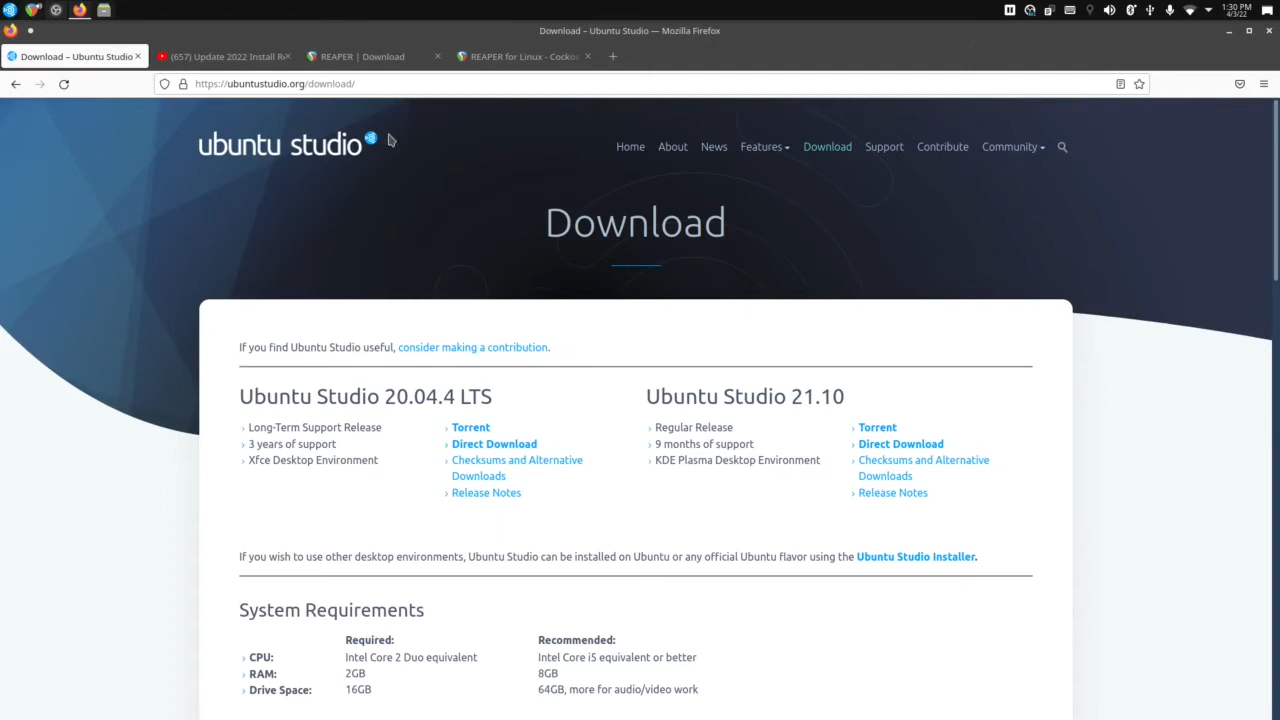 1:30 PM
4/3/22
Download – Ubuntu Studio — Mozilla Firefox
Download – Ubuntu Studio
(657) Update 2022 Install Re
REAPER | Download
REAPER for Linux - Cockos
https://ubuntustudio.org/download/
ubuntu studio
Home About News Features Download Support Contribute Community
Download
If you find Ubuntu Studio useful, consider making a contribution.
Ubuntu Studio 20.04.4 LTS
Long-Term Support Release
3 years of support
Xfce Desktop Environment
Torrent
Direct Download
Checksums and Alternative
Downloads
Release Notes
Ubuntu Studio 21.10
Regular Release
9 months of support
KDE Plasma Desktop Environment
Torrent
Direct Download
Checksums and Alternative
Downloads
Release Notes
If you wish to use other desktop environments, Ubuntu Studio can be installed on Ubuntu or any official Ubuntu flavor using the Ubuntu Studio Installer.
System Requirements
Required: Recommended:
CPU: Intel Core 2 Duo equivalent Intel Core i5 equivalent or better
RAM: 2GB 8GB
Drive Space: 16GB 64GB, more for audio/video work